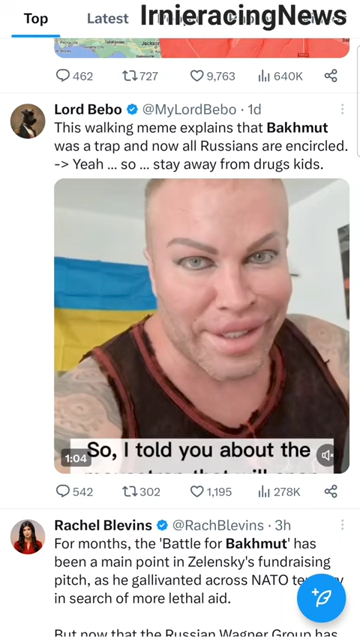 Top
Latest
IrnieracingNews
Jackson
462
727
9,763
640K
Lord Bebo @MyLordBebo · 1d
This walking meme explains that Bakhmut
was a trap and now all Russians are encircled.
-> Yeah ... so ... stay away from drugs kids.
1:04
So, I told you about the
542
302
1,195
278K
Rachel Blevins @RachBlevins · 3h
For months, the 'Battle for Bakhmut' has
been a main point in Zelensky's fundraising
pitch, as he gallivanted across NATO
in search of more lethal aid.
But now that the Russian Wagner Group has